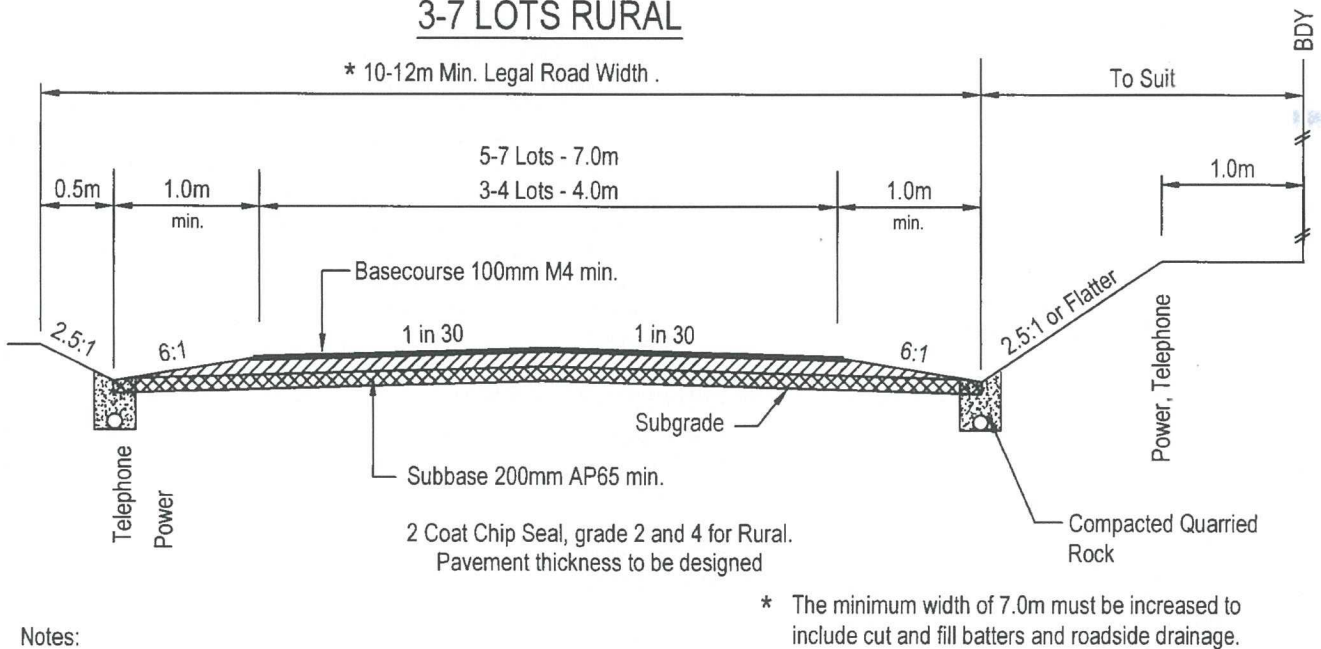 3-7 LOTS RURAL
BDY
* 10-12m Min. Legal Road Width .
To Suit
5-7 Lots - 7.0m
0.5m
1.0m
min.
3-4 Lots - 4.0m
1.0m
min.
1.0m
Basecourse 100mm M4 min.
2.5:1
6:1
1 in 30
1 in 30
6:1
2.5:1 or Flatter
Subgrade
Telephone
Power
Power, Telephone
Subbase 200mm AP65 min.
2 Coat Chip Seal, grade 2 and 4 for Rural.
Pavement thickness to be designed
Compacted Quarried
Rock
* The minimum width of 7.0m must be increased to
include cut and fill batters and roadside drainage.
Notes: